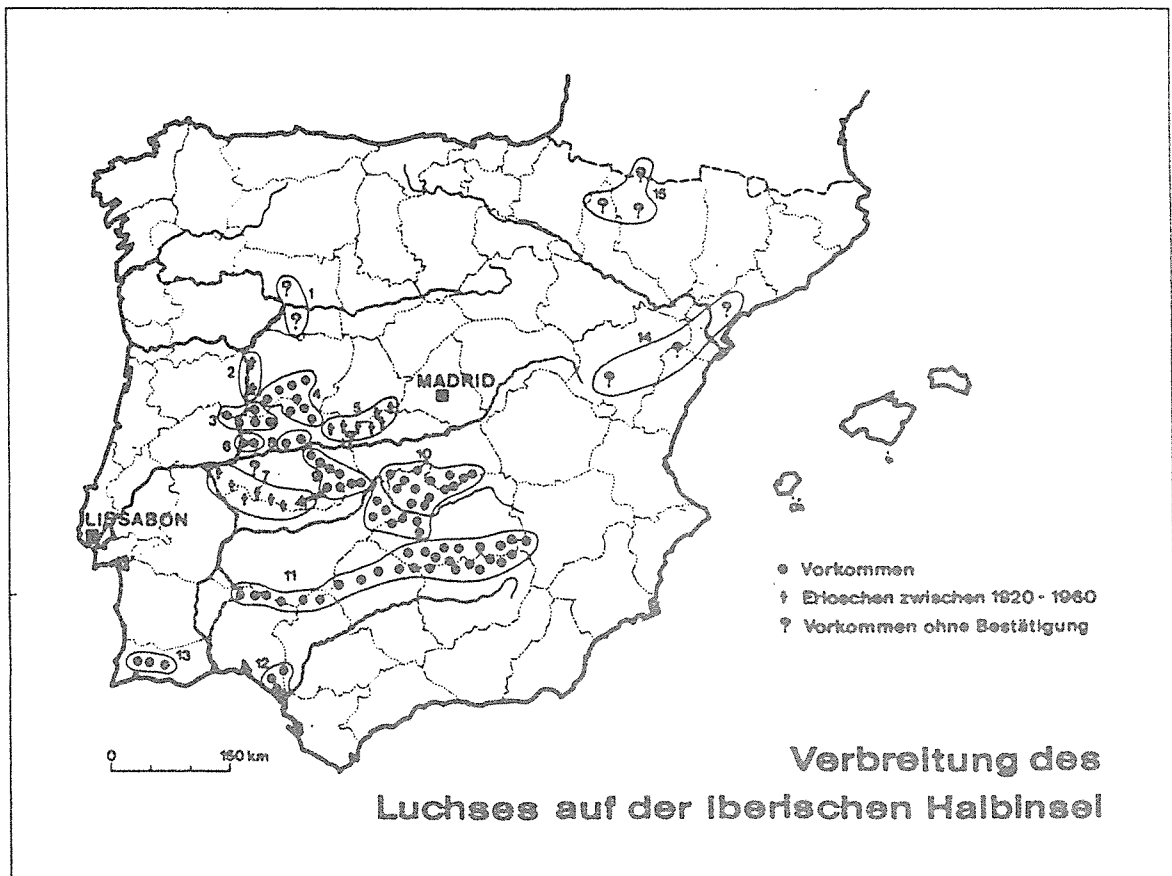 15
1
14
2
MADRID
4
5
3
6
8
10
7
LISSABON
11
● Vorkommen
† Erloschen zwischen 1920 - 1960
? Vorkommen ohne Bestätigung
13
12
0 150 km
Verbreitung des
Luchses auf der Iberischen Halbinsel